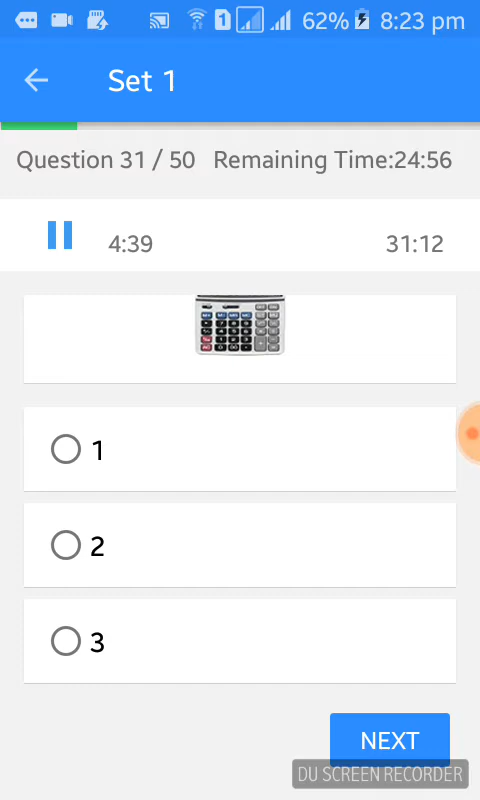 1 62% 8:23 pm
Set 1
Question 31 / 50 Remaining Time:24:56
4:39 31:12
1
2
3
NEXT
DU SCREEN RECORDER